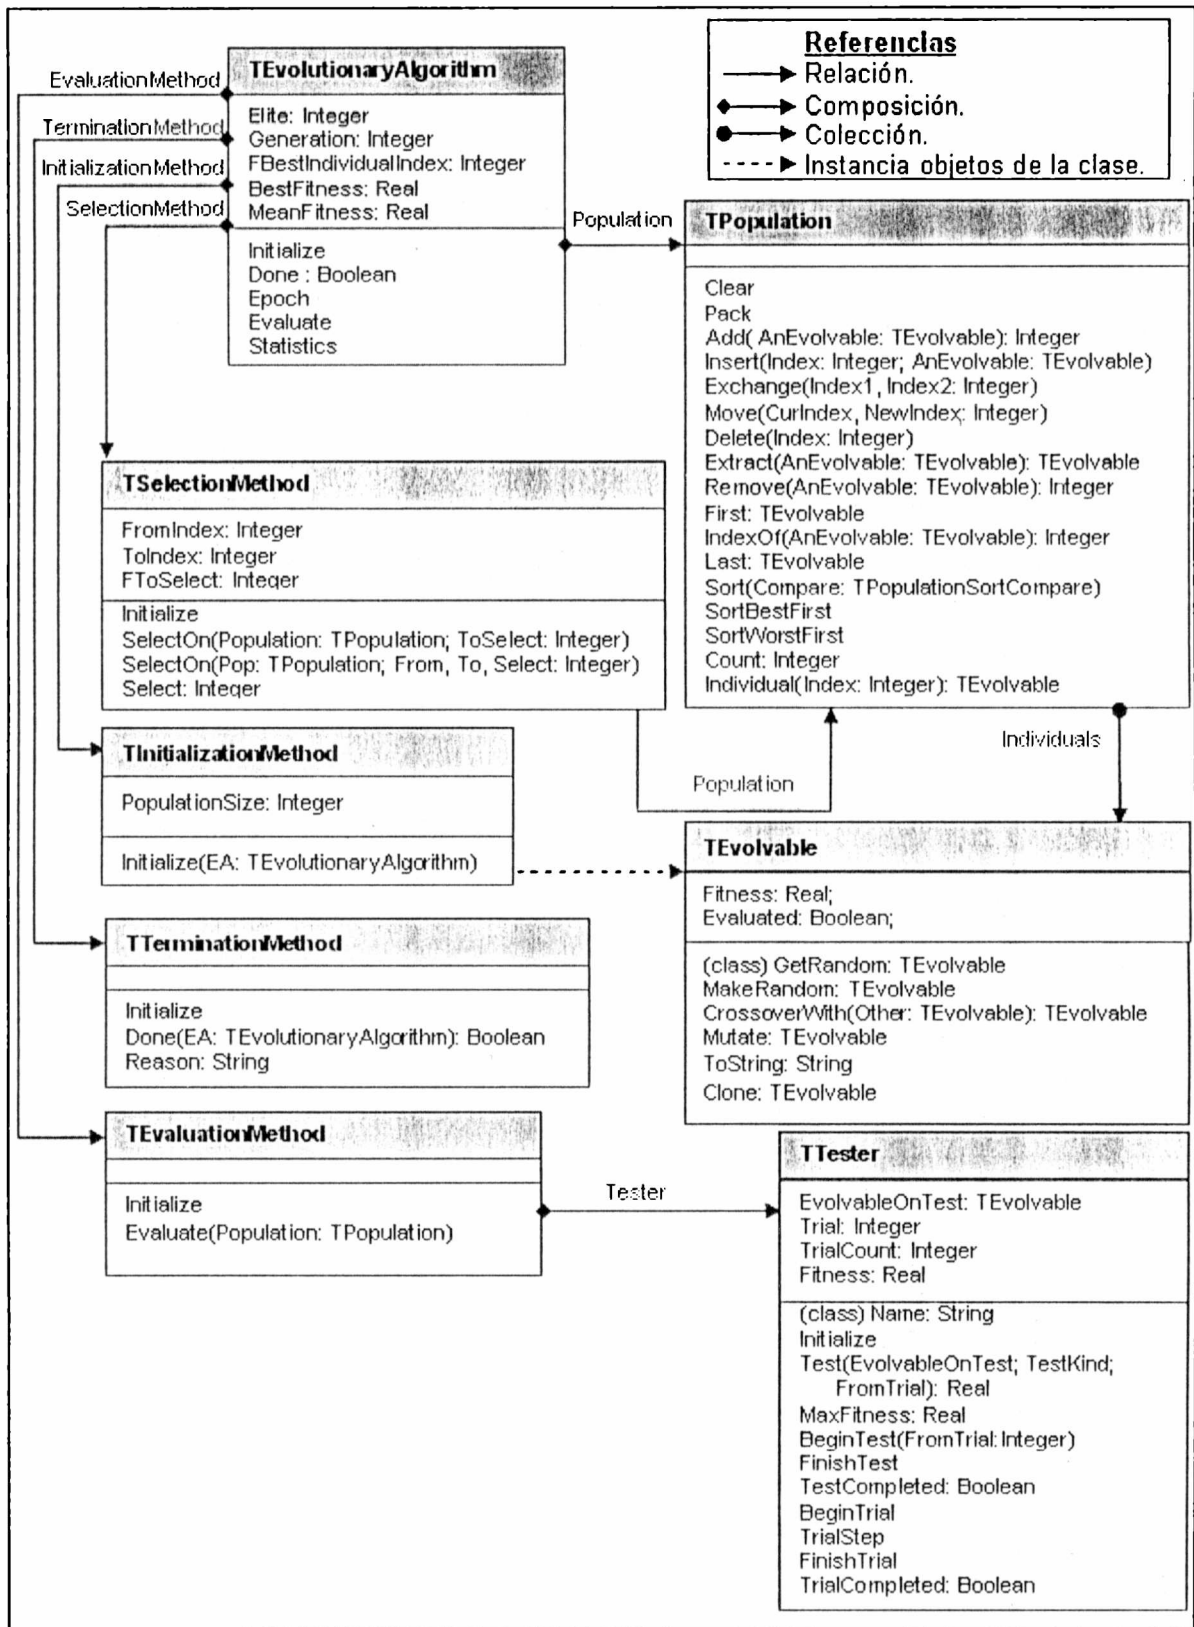 Referencias
Relación.
Composición.
Colección.
Instancia objetos de la clase.
EvaluationMethod
TerminationMethod
InitializationMethod
SelectionMethod
TEvolutionaryAlgorithm
Elite: Integer
Generation: Integer
FBestIndividualIndex: Integer
BestFitness: Real
MeanFitness: Real
Initialize
Done : Boolean
Epoch
Evaluate
Statistics
Population
TPopulation
Clear
Pack
Add( AnEvolvable: TEvolvable): Integer
Insert(Index: Integer; AnEvolvable: TEvolvable)
Exchange(Index1, Index2: Integer)
Move(CurIndex, NewIndex: Integer)
Delete(Index: Integer)
Extract(AnEvolvable: TEvolvable): TEvolvable
Remove(AnEvolvable: TEvolvable): Integer
First: TEvolvable
IndexOf(AnEvolvable: TEvolvable): Integer
Last: TEvolvable
Sort(Compare: TPopulationSortCompare)
SortBestFirst
SortWorstFirst
Count: Integer
Individual(Index: Integer): TEvolvable
TSelectionMethod
FromIndex: Integer
ToIndex: Integer
FToSelect: Integer
Initialize
SelectOn(Population: TPopulation; ToSelect: Integer)
SelectOn(Pop: TPopulation; From, To, Select: Integer)
Select: Integer
Population
Individuals
TInitializationMethod
PopulationSize: Integer
Initialize(EA: TEvolutionaryAlgorithm)
TEvolvable
Fitness: Real;
Evaluated: Boolean;
(class) GetRandom: TEvolvable
MakeRandom: TEvolvable
CrossoverWith(Other: TEvolvable): TEvolvable
Mutate: TEvolvable
ToString: String
Clone: TEvolvable
TTerminationMethod
Initialize
Done(EA: TEvolutionaryAlgorithm): Boolean
Reason: String
TEvaluationMethod
Initialize
Evaluate(Population: TPopulation)
Tester
TTester
EvolvableOnTest: TEvolvable
Trial: Integer
TrialCount: Integer
Fitness: Real
(class) Name: String
Initialize
Test(EvolvableOnTest; TestKind;
FromTrial): Real
MaxFitness: Real
BeginTest(FromTrial:Integer)
FinishTest
TestCompleted: Boolean
BeginTrial
TrialStep
FinishTrial
TrialCompleted: Boolean